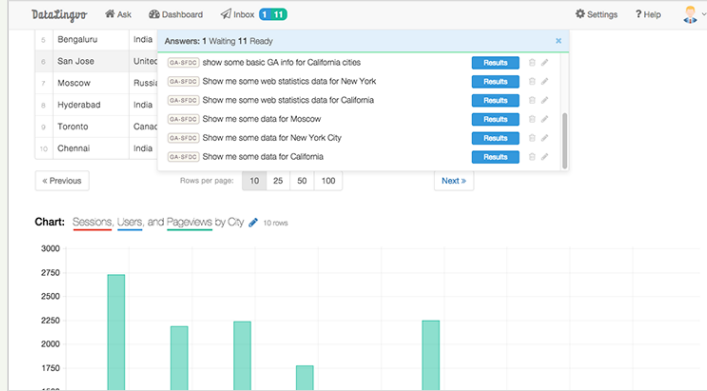 DataLingvo Ask Dashboard Inbox 1 11 Settings ? Help
Answers: 1 Waiting 11 Ready ×
5 Bengaluru India
GA-SFDC show some basic GA info for California cities Results
6 San Jose
GA-SFDC Show me some web statistics data for New York Results
7 Moscow
GA-SFDC Show me some web statistics data for California Results
8 Hyderabad India
GA-SFDC Show me some data for Moscow Results
9 Toronto
GA-SFDC Show me some data for New York City Results
10 Chennai India
GA-SFDC Show me some data for California Results
« Previous Rows per page: 10 25 50 100 Next »
Chart: Sessions, Users, and Pageviews by City 10 rows
3000
2750
2500
2250
2000
1750